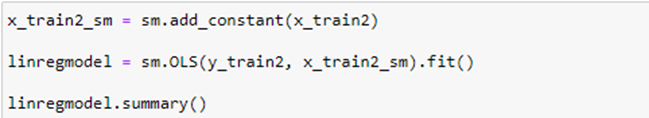 x_train2_sm = sm.add_constant(x_train2)
linregmodel = sm.OLS(y_train2, x_train2_sm).fit()
linregmodel.summary()